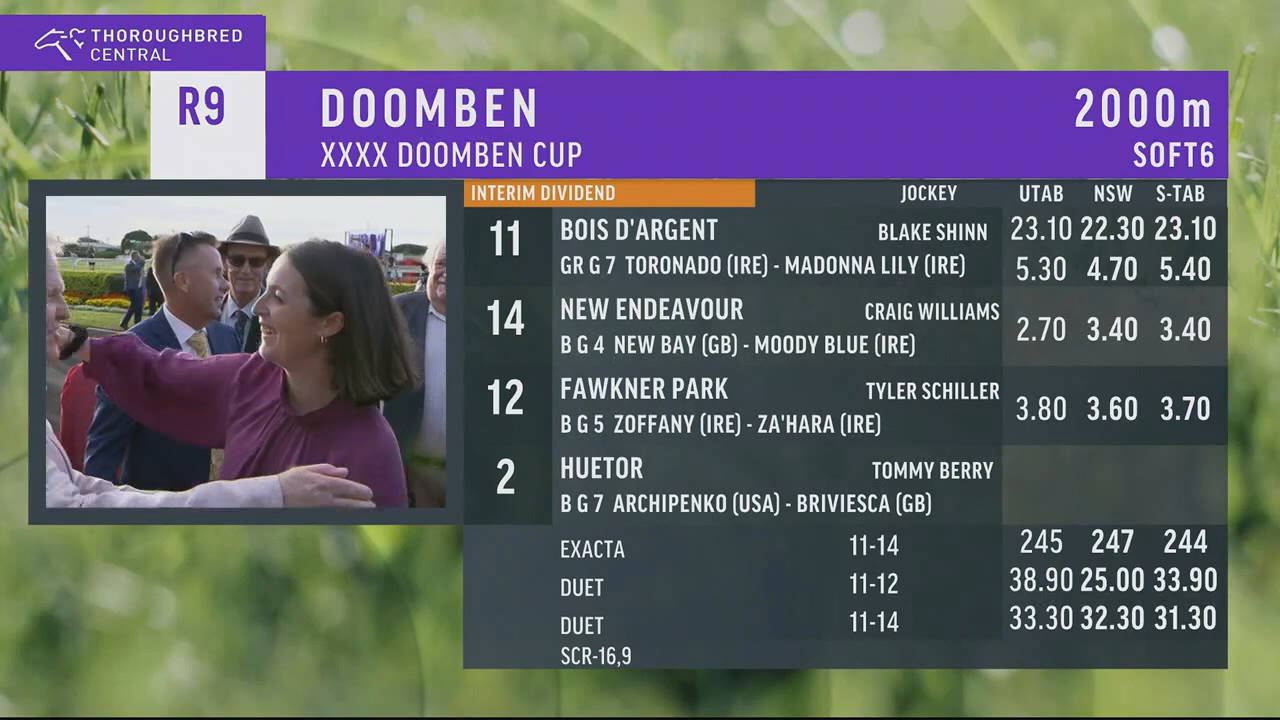 THOROUGHBRED
CENTRAL
R9
DOOMBEN 2000m
XXXX DOOMBEN CUP SOFT6
INTERIM DIVIDEND JOCKEY UTAB NSW S-TAB
11 BOIS D'ARGENT BLAKE SHINN 23.10 22.30 23.10
GR G 7 TORONADO (IRE) - MADONNA LILY (IRE) 5.30 4.70 5.40
14 NEW ENDEAVOUR CRAIG WILLIAMS 2.70 3.40 3.40
B G 4 NEW BAY (GB) - MOODY BLUE (IRE)
12 FAWKNER PARK TYLER SCHILLER 3.80 3.60 3.70
B G 5 ZOFFANY (IRE) - ZA'HARA (IRE)
2 HUETOR TOMMY BERRY
B G 7 ARCHIPENKO (USA) - BRIVIESCA (GB)
EXACTA 11-14 245 247 244
DUET 11-12 38.90 25.00 33.90
DUET 11-14 33.30 32.30 31.30
SCR-16,9